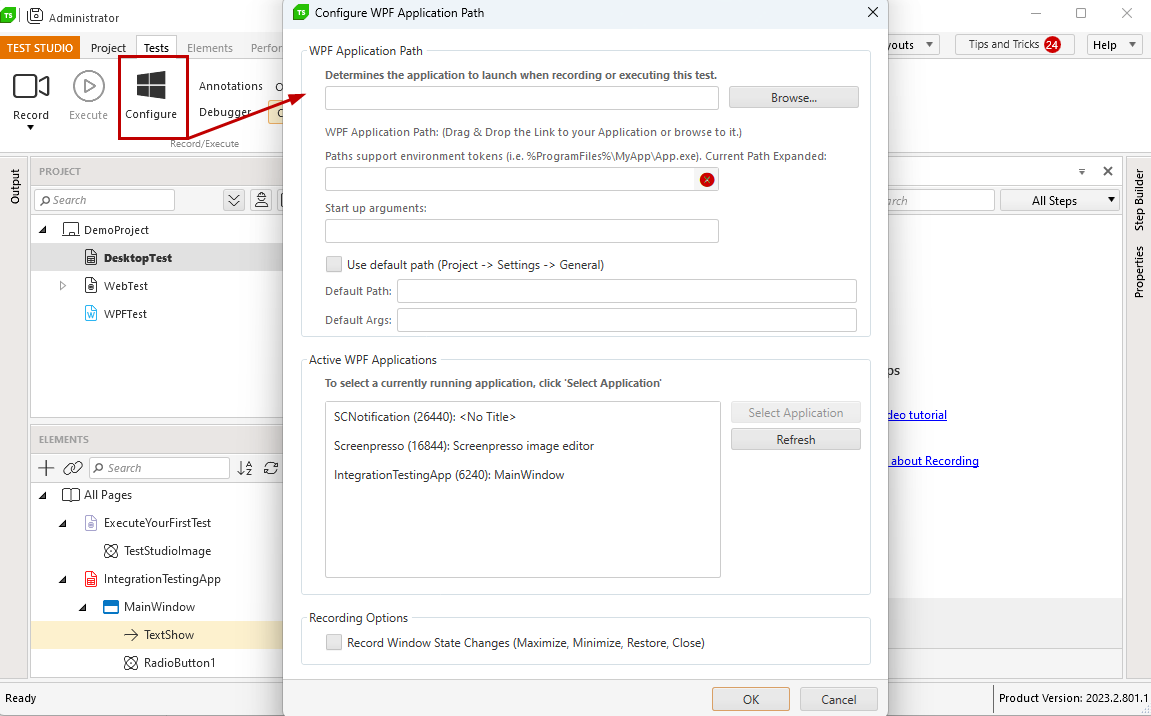 TS Administrator
TS Configure WPF Application Path
TEST STUDIO Project Tests Elements
Tips and Tricks 24 Help
Record Execute Configure
Annotations
Debugger
Record/Execute
WPF Application Path
Determines the application to launch when recording or executing this test.
Browse...
WPF Application Path: (Drag & Drop the Link to your Application or browse to it.)
Paths support environment tokens (i.e. %ProgramFiles%\MyApp\App.exe). Current Path Expanded:
Start up arguments:
Use default path (Project -> Settings -> General)
Default Path:
Default Args:
Active WPF Applications
To select a currently running application, click 'Select Application'
SCNotification (26440): <No Title>
Screenpresso (16844): Screenpresso image editor
IntegrationTestingApp (6240): MainWindow
Select Application
Refresh
Recording Options
Record Window State Changes (Maximize, Minimize, Restore, Close)
OK Cancel
Output
PROJECT
Search
DemoProject
DesktopTest
WebTest
WPFTest
ELEMENTS
Search
All Pages
ExecuteYourFirstTest
TestStudioImage
IntegrationTestingApp
MainWindow
TextShow
RadioButton1
All Steps
Step Builder
Properties
tutorial
about Recording
Ready
Product Version: 2023.2.801.1